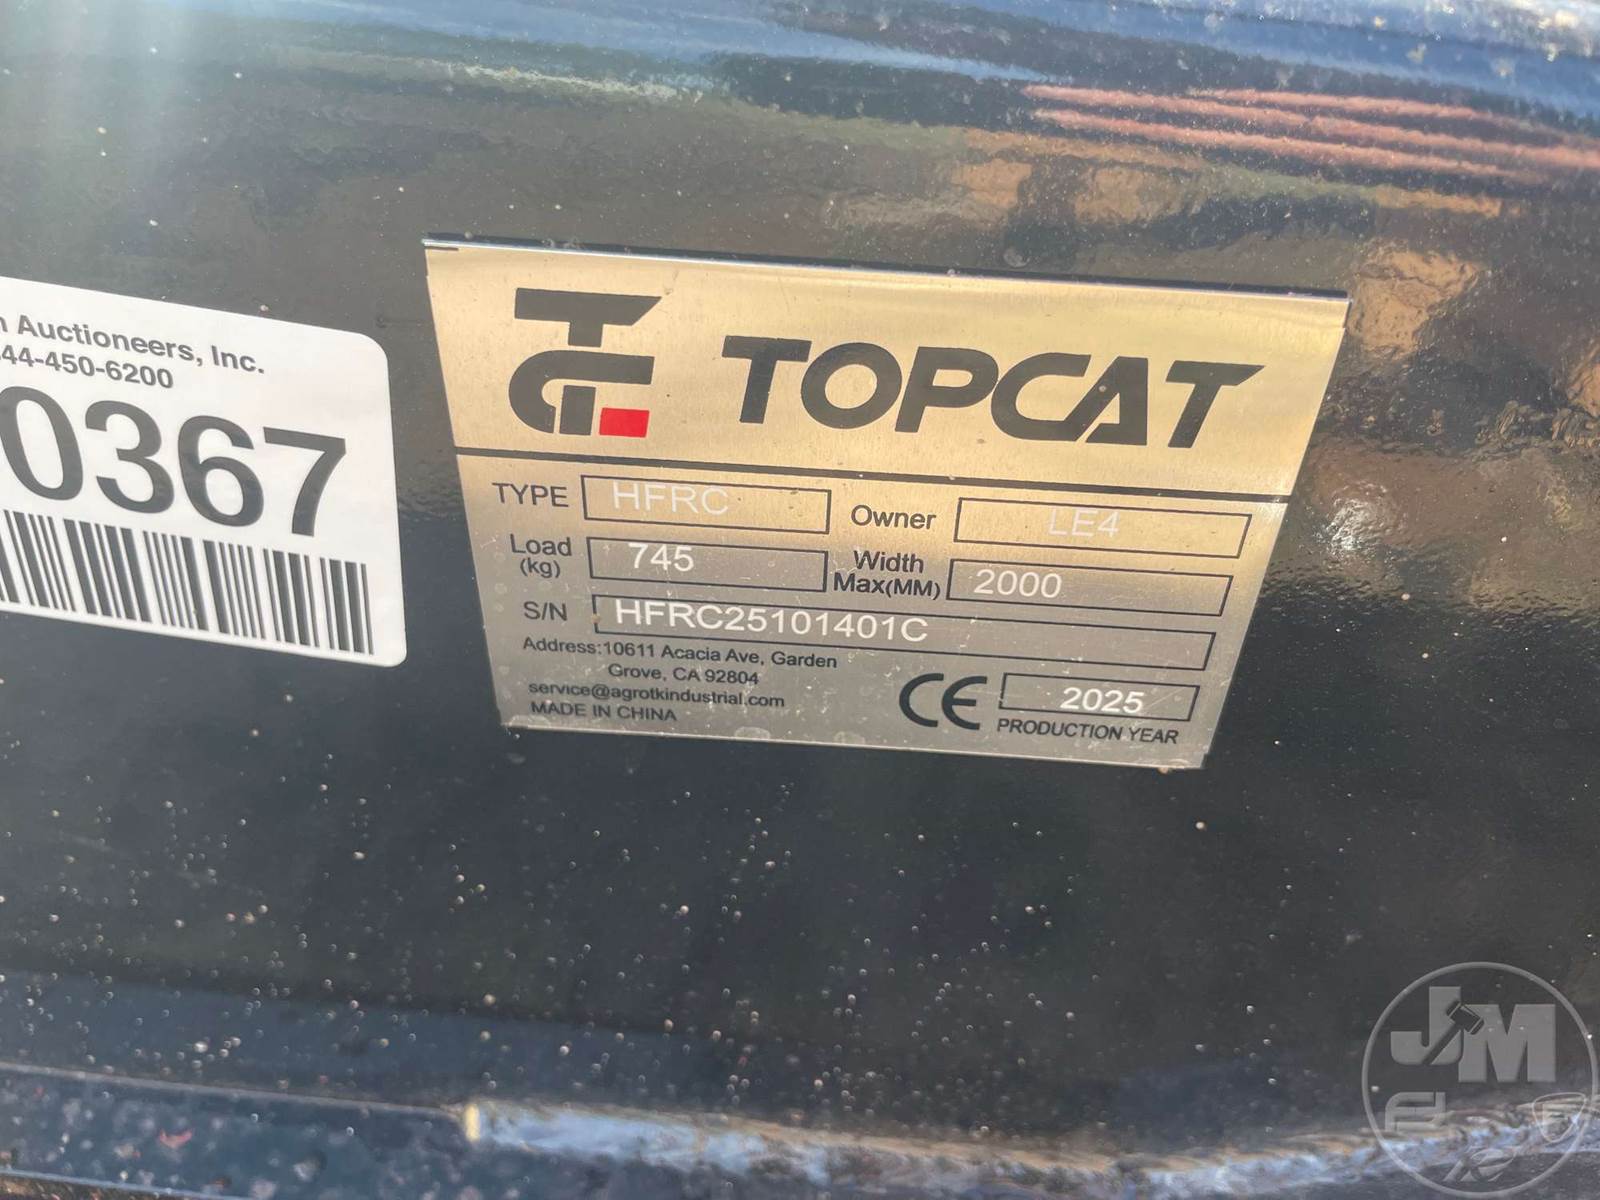 Auctioneers, Inc.
44-450-6200
0367
TOPCAT
TYPE HFRC Owner LE4
Load (kg) 745 Width Max(MM) 2000
S/N HFRC25101401C
Address:10611 Acacia Ave, Garden
Grove, CA 92804
service@agrotkindustrial.com
MADE IN CHINA
CE 2025
PRODUCTION YEAR
JM